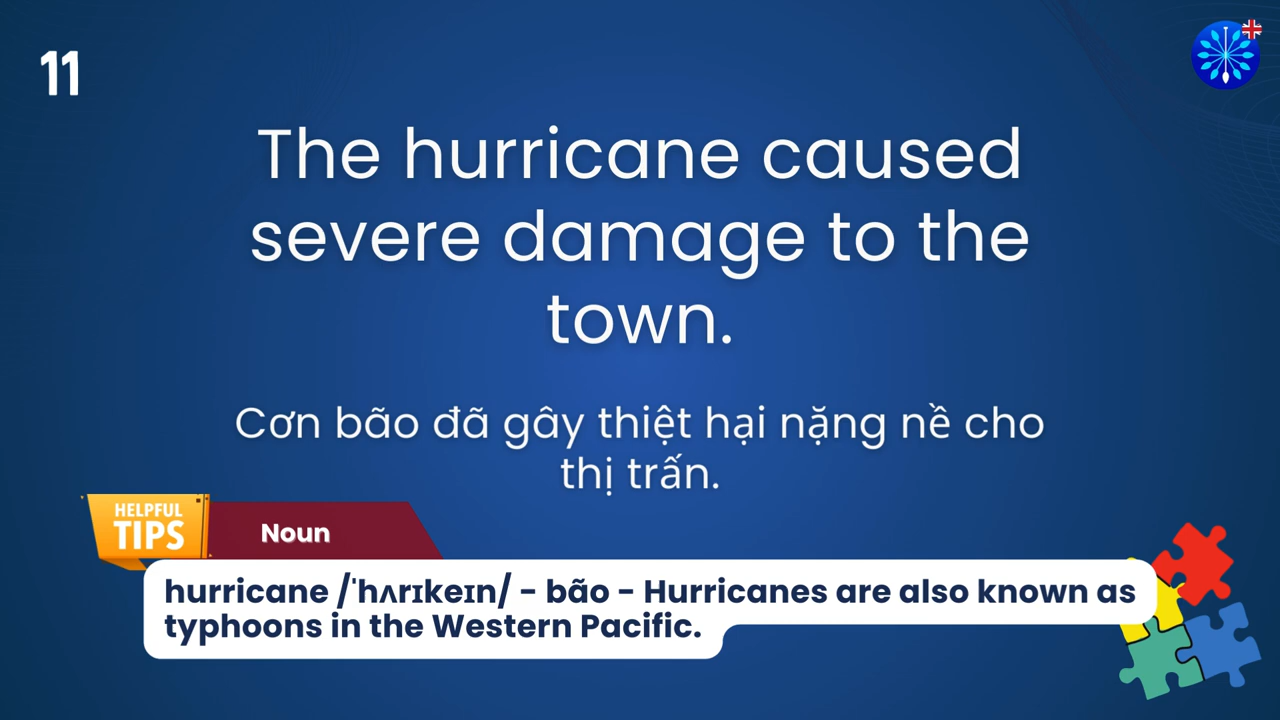 11
The hurricane caused
severe damage to the
town.
Cơn bão đã gây thiệt hại nặng nề cho
thị trấn.
HELPFUL
TIPS
Noun
hurricane /ˈhʌrɪkeɪn/ - bão - Hurricanes are also known as
typhoons in the Western Pacific.